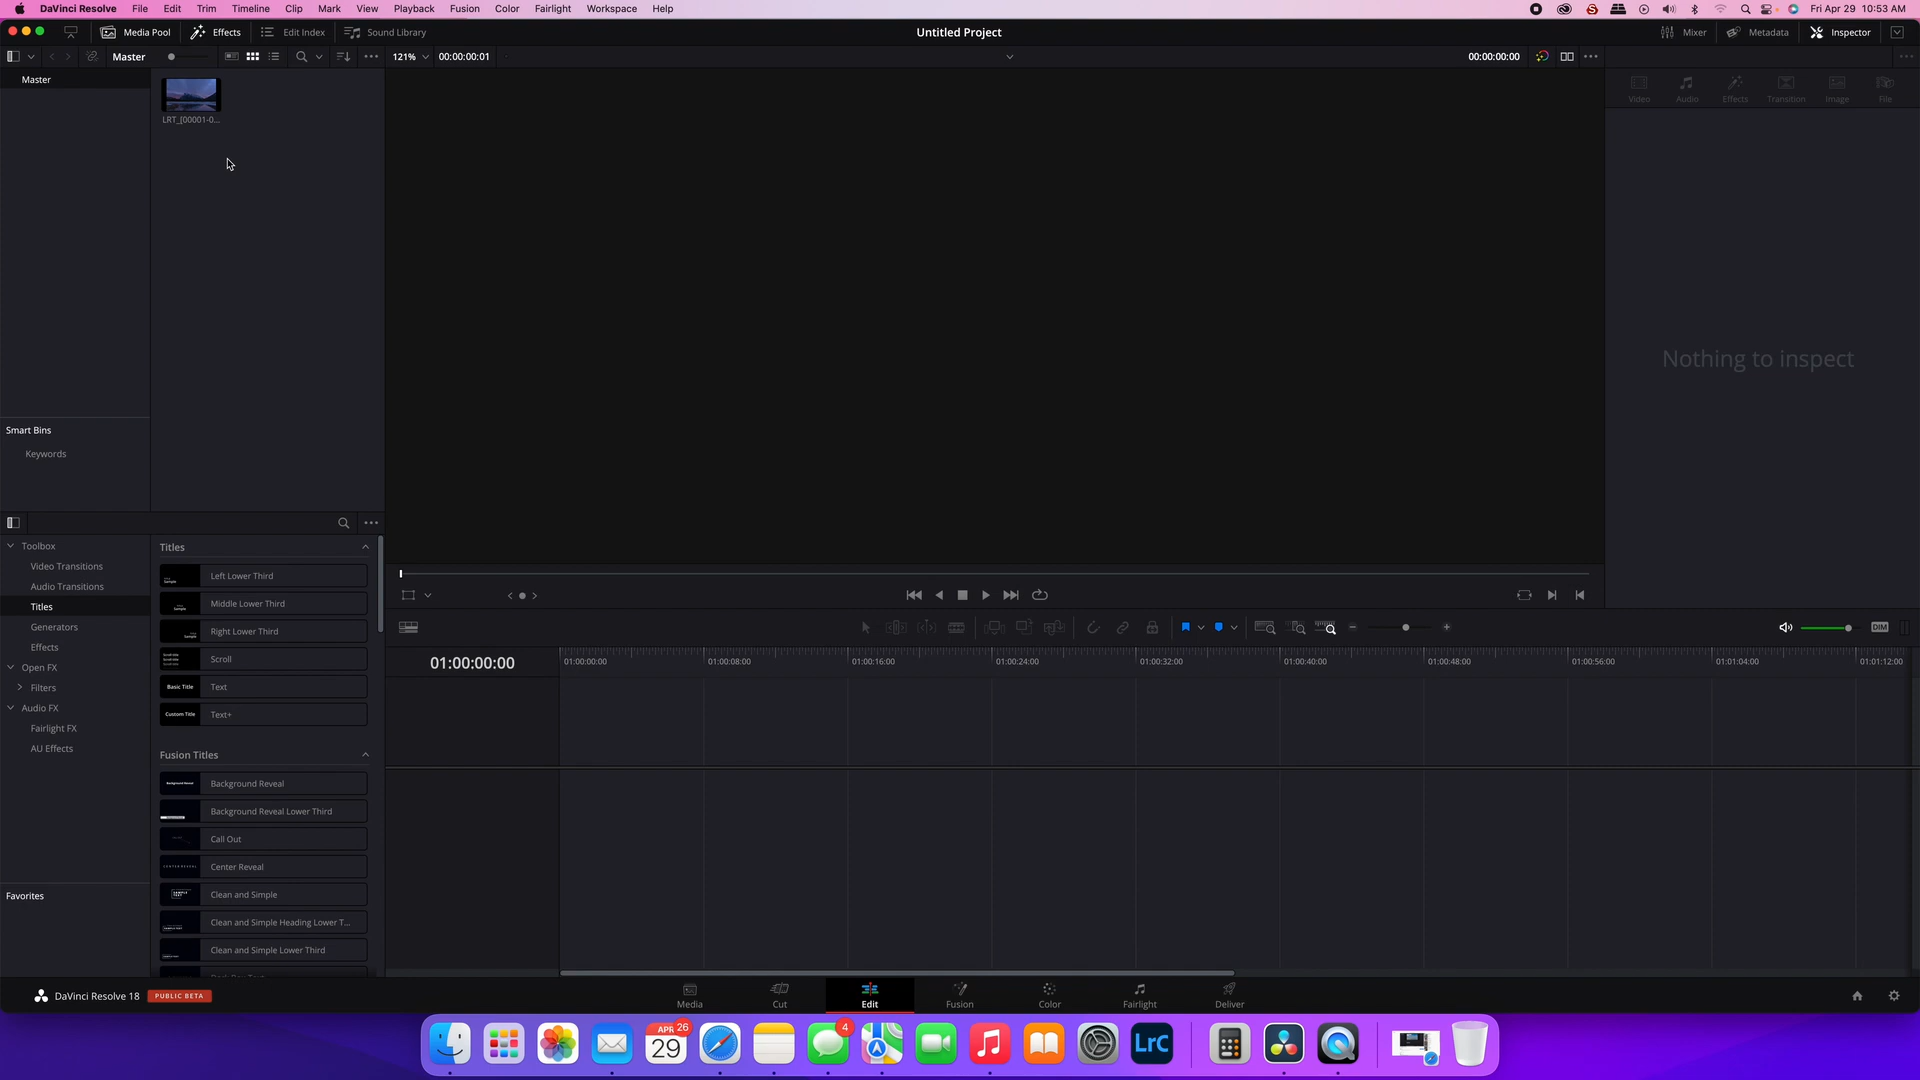 DaVinci Resolve File Edit Trim Timeline Clip Mark View Playback Fusion Color Fairlight Workspace Help Fri Apr 29 10:53 AM
Media Pool Effects Edit Index Sound Library Untitled Project Mixer Metadata Inspector
Master 121% 00:00:00:01 00:00:00:00
Master
LRT_[00001-0...
Video Audio Effects Transition Image File
Nothing to inspect
Smart Bins
Keywords
Toolbox
Video Transitions
Audio Transitions
Titles
Generators
Effects
Open FX
Filters
Audio FX
Fairlight FX
AU Effects
Favorites
Titles
Left Lower Third
Middle Lower Third
Right Lower Third
Scroll
Basic Title Text
Custom Title Text+
Fusion Titles
Background Reveal
Background Reveal Lower Third
Call Out
Center Reveal
Clean and Simple
Clean and Simple Heading Lower T...
Clean and Simple Lower Third
DIM
01:00:00:00 01:00:00:00 01:00:08:00 01:00:16:00 01:00:24:00 01:00:32:00 01:00:40:00 01:00:48:00 01:00:56:00 01:01:04:00 01:01:12:00
DaVinci Resolve 18 PUBLIC BETA Media Cut Edit Fusion Color Fairlight Deliver
APR 26 29 4 LrC